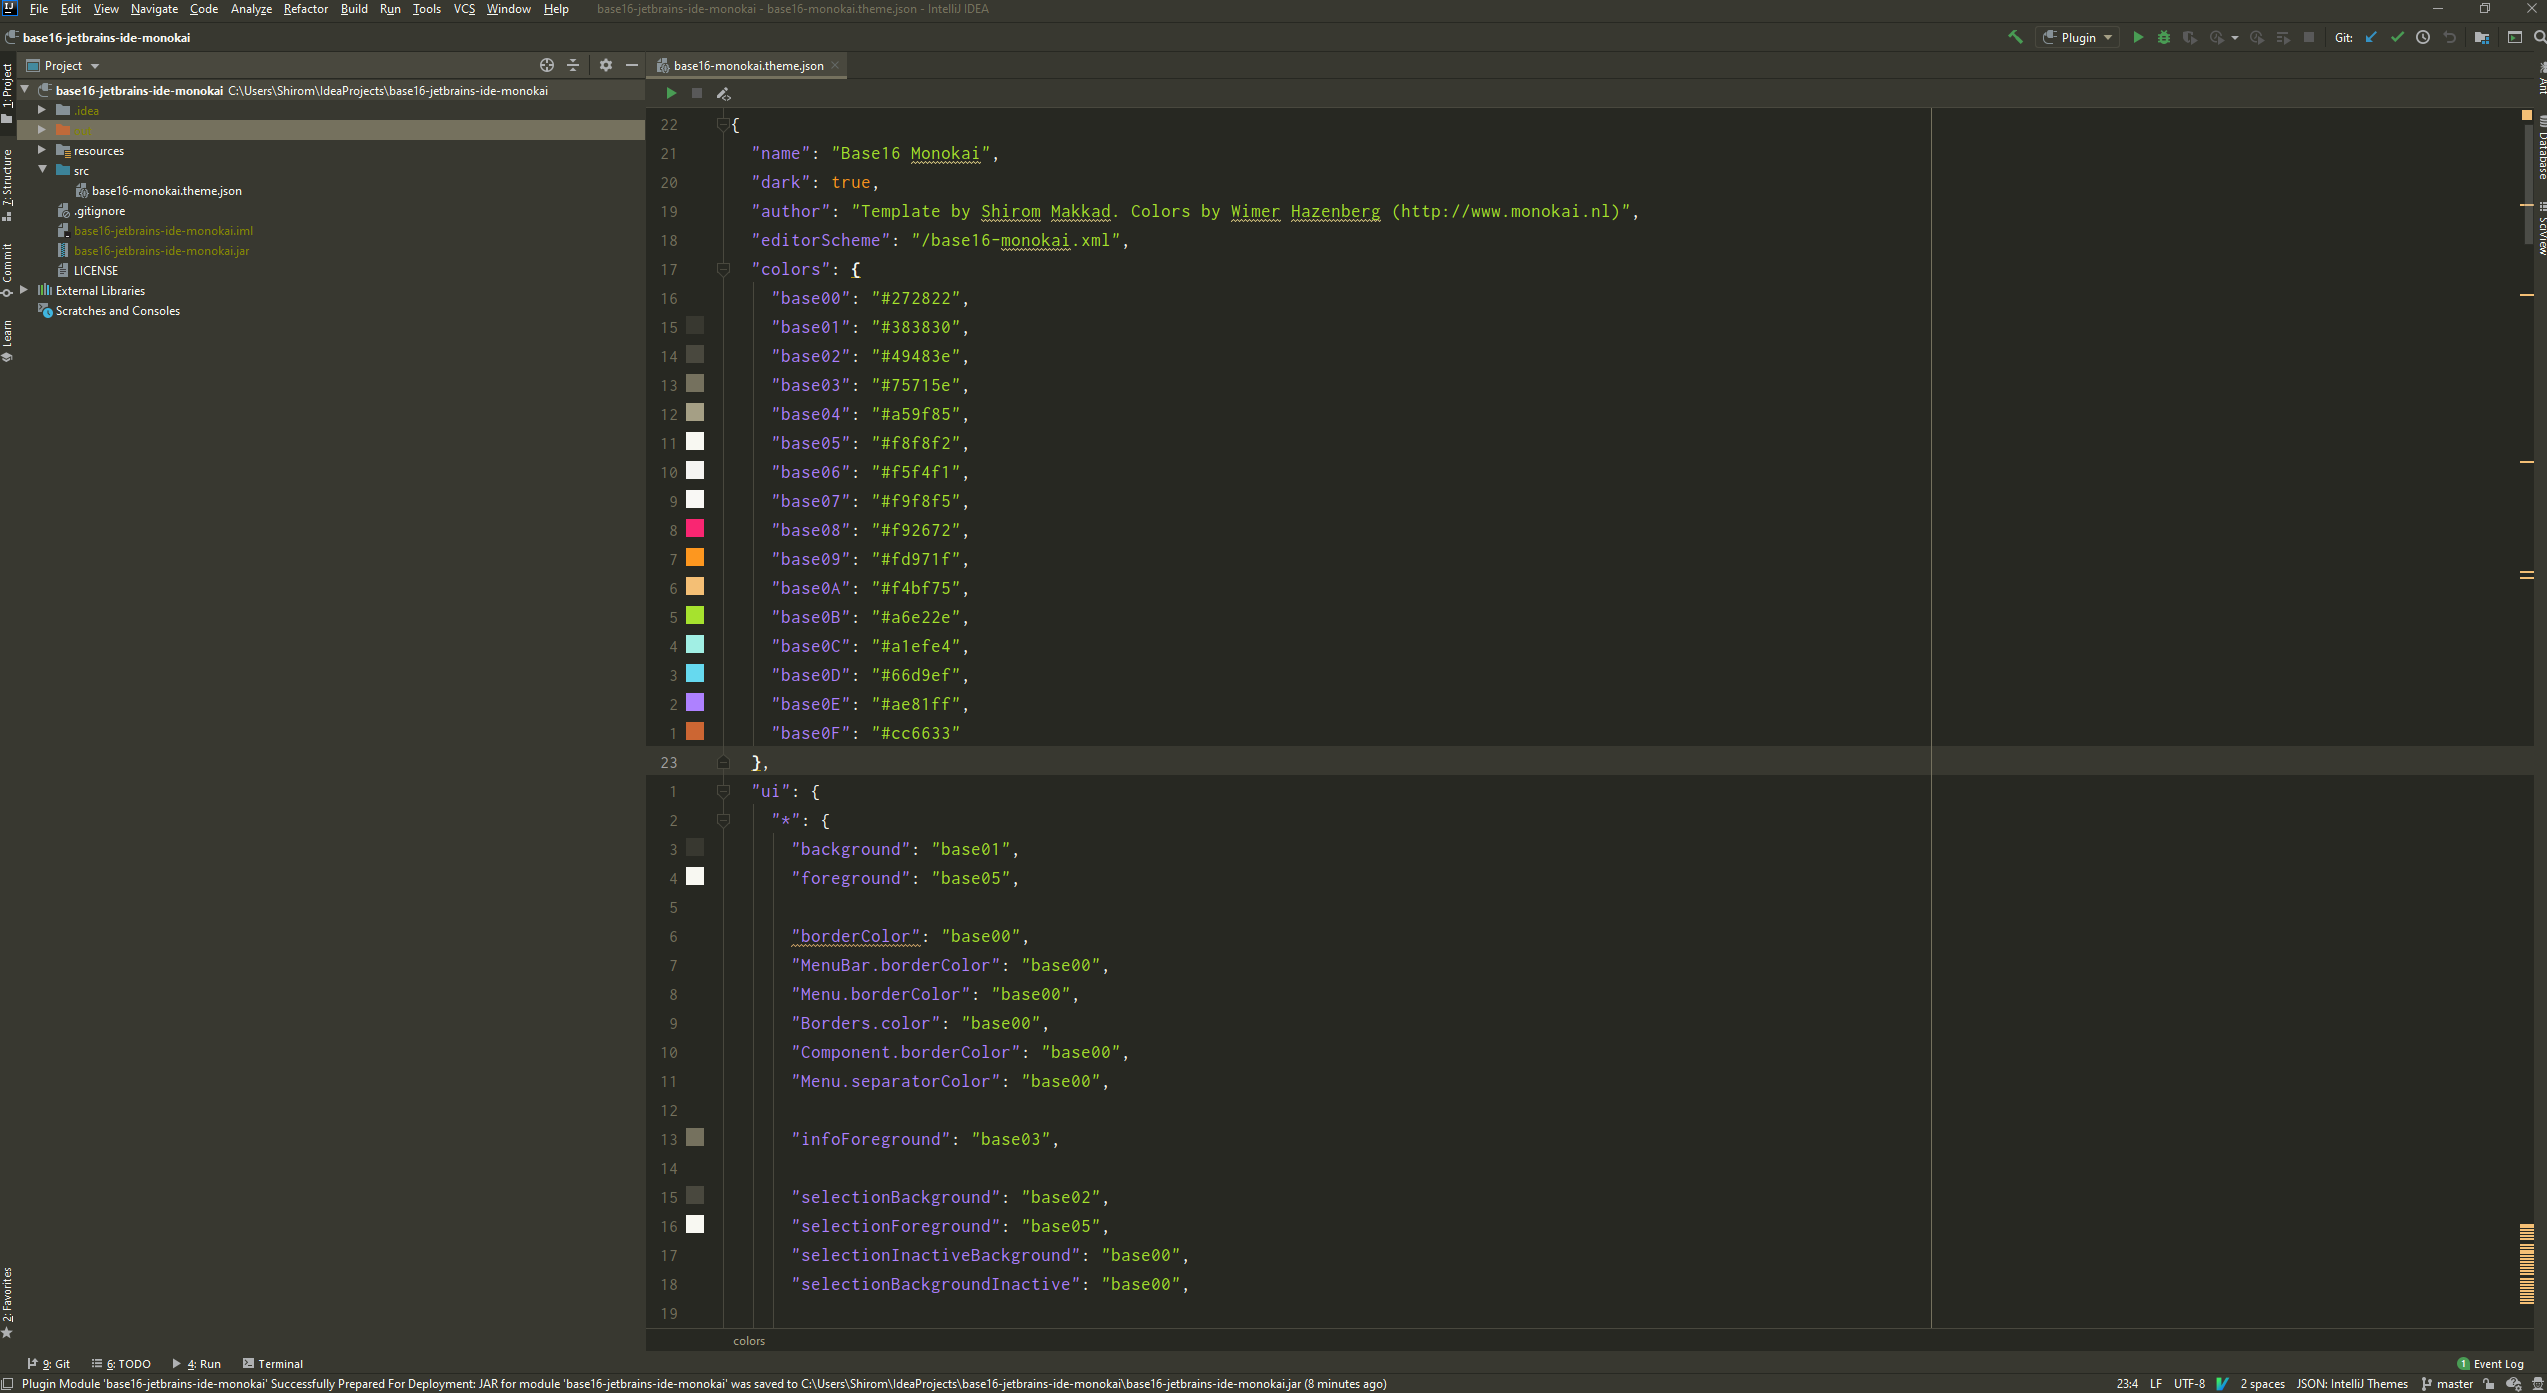 File Edit View Navigate Code Analyze Refactor Build Run Tools VCS Window Help base16-jetbrains-ide-monokai - base16-monokai.theme.json - IntelliJ IDEA
base16-jetbrains-ide-monokai
Plugin
Git:
Project
base16-monokai.theme.json
base16-jetbrains-ide-monokai C:\Users\Shirom\IdeaProjects\base16-jetbrains-ide-monokai
.idea
out
resources
src
base16-monokai.theme.json
.gitignore
base16-jetbrains-ide-monokai.iml
base16-jetbrains-ide-monokai.jar
LICENSE
External Libraries
Scratches and Consoles
1: Project
7: Structure
Commit
Learn
2: Favorites
22 {
21 "name": "Base16 Monokai",
20 "dark": true,
19 "author": "Template by Shirom Makkad. Colors by Wimer Hazenberg (http://www.monokai.nl)",
18 "editorScheme": "/base16-monokai.xml",
17 "colors": {
16 "base00": "#272822",
15 "base01": "#383830",
14 "base02": "#49483e",
13 "base03": "#75715e",
12 "base04": "#a59f85",
11 "base05": "#f8f8f2",
10 "base06": "#f5f4f1",
9 "base07": "#f9f8f5",
8 "base08": "#f92672",
7 "base09": "#fd971f",
6 "base0A": "#f4bf75",
5 "base0B": "#a6e22e",
4 "base0C": "#a1efe4",
3 "base0D": "#66d9ef",
2 "base0E": "#ae81ff",
1 "base0F": "#cc6633"
23 },
1 "ui": {
2 "*": {
3 "background": "base01",
4 "foreground": "base05",
5
6 "borderColor": "base00",
7 "MenuBar.borderColor": "base00",
8 "Menu.borderColor": "base00",
9 "Borders.color": "base00",
10 "Component.borderColor": "base00",
11 "Menu.separatorColor": "base00",
12
13 "infoForeground": "base03",
14
15 "selectionBackground": "base02",
16 "selectionForeground": "base05",
17 "selectionInactiveBackground": "base00",
18 "selectionBackgroundInactive": "base00",
19
colors
Ant
Database
SciView
9: Git 6: TODO 4: Run Terminal
1 Event Log
Plugin Module 'base16-jetbrains-ide-monokai' Successfully Prepared For Deployment: JAR for module 'base16-jetbrains-ide-monokai' was saved to C:\Users\Shirom\IdeaProjects\base16-jetbrains-ide-monokai\base16-jetbrains-ide-monokai.jar (8 minutes ago)
23:4 LF UTF-8 2 spaces JSON: IntelliJ Themes master